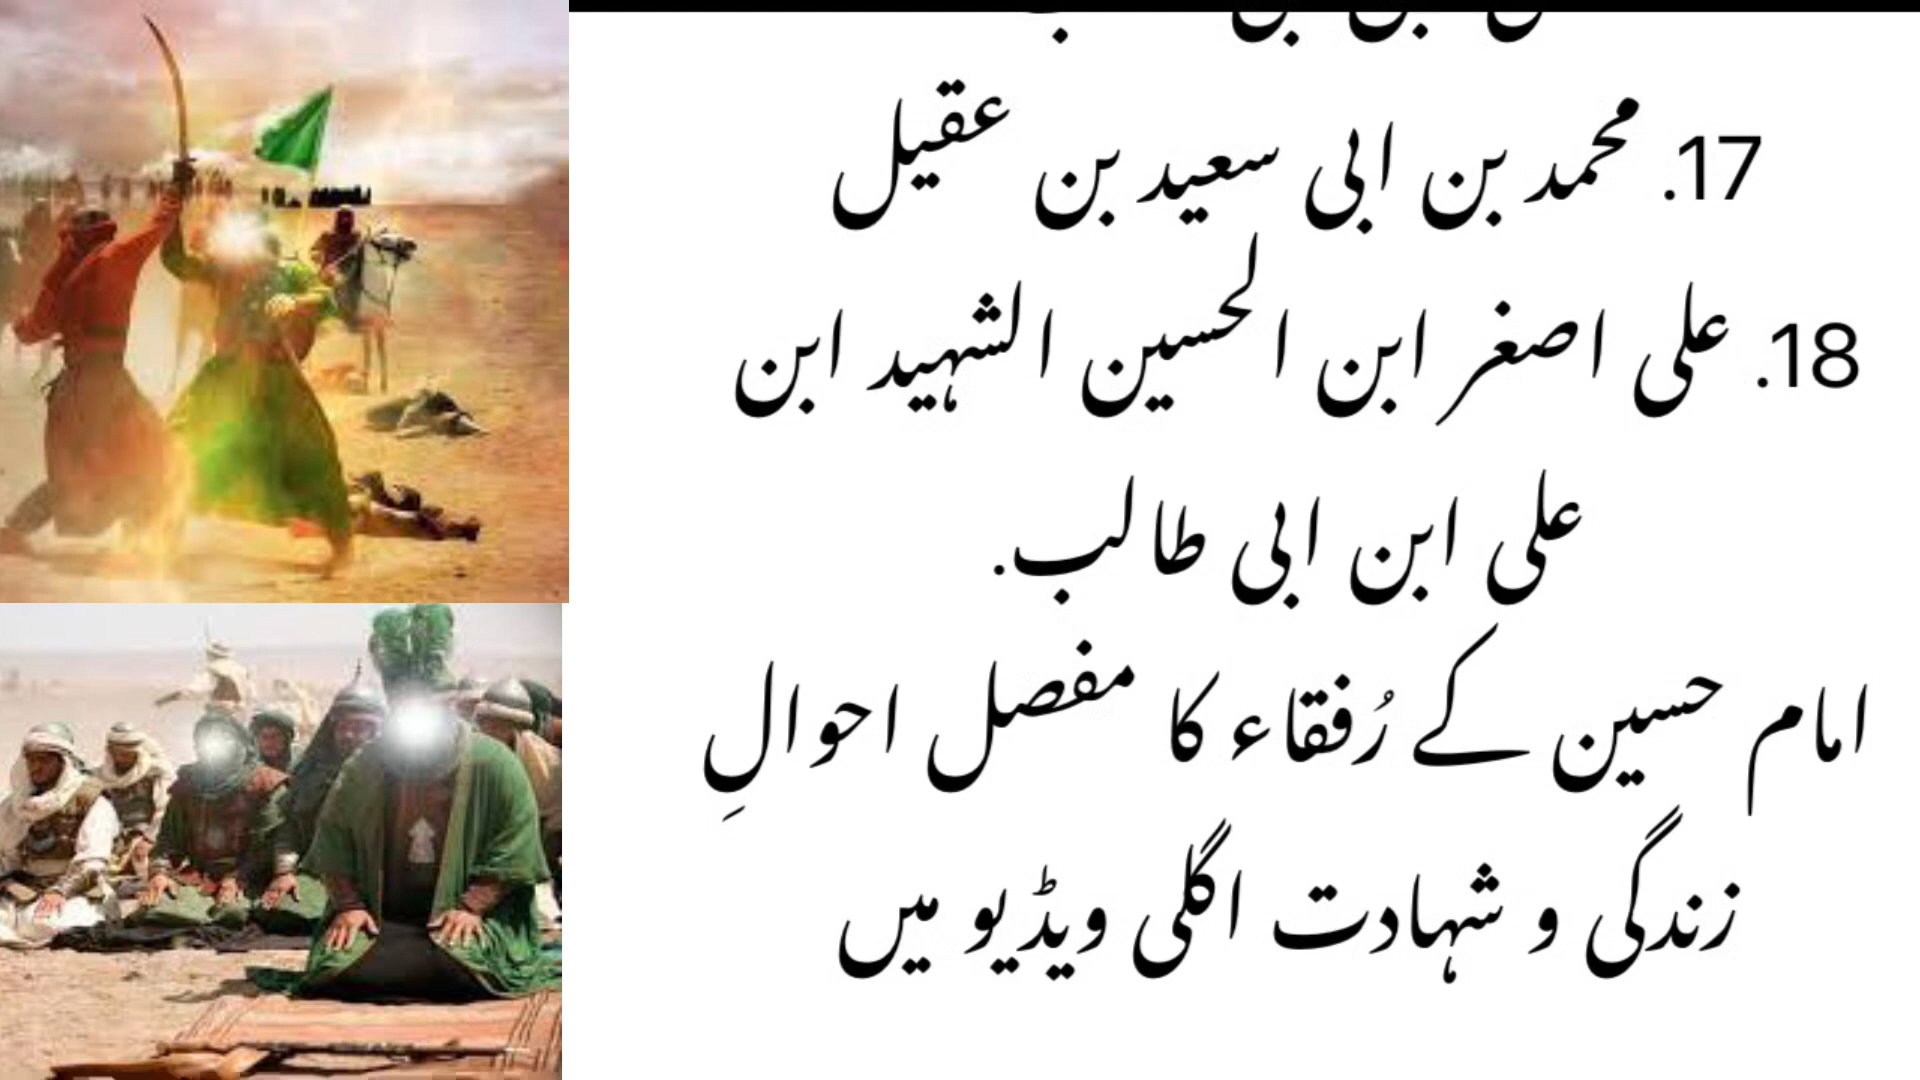 17. محمد بن ابی سعید بن عقیل
18. علی اصغر ابن الحسین الشہید ابن
علی ابن ابی طالب.
امام حسین کے رُفقاء کا مفصل احوالِ
زندگی و شہادت اگلی ویڈیو میں